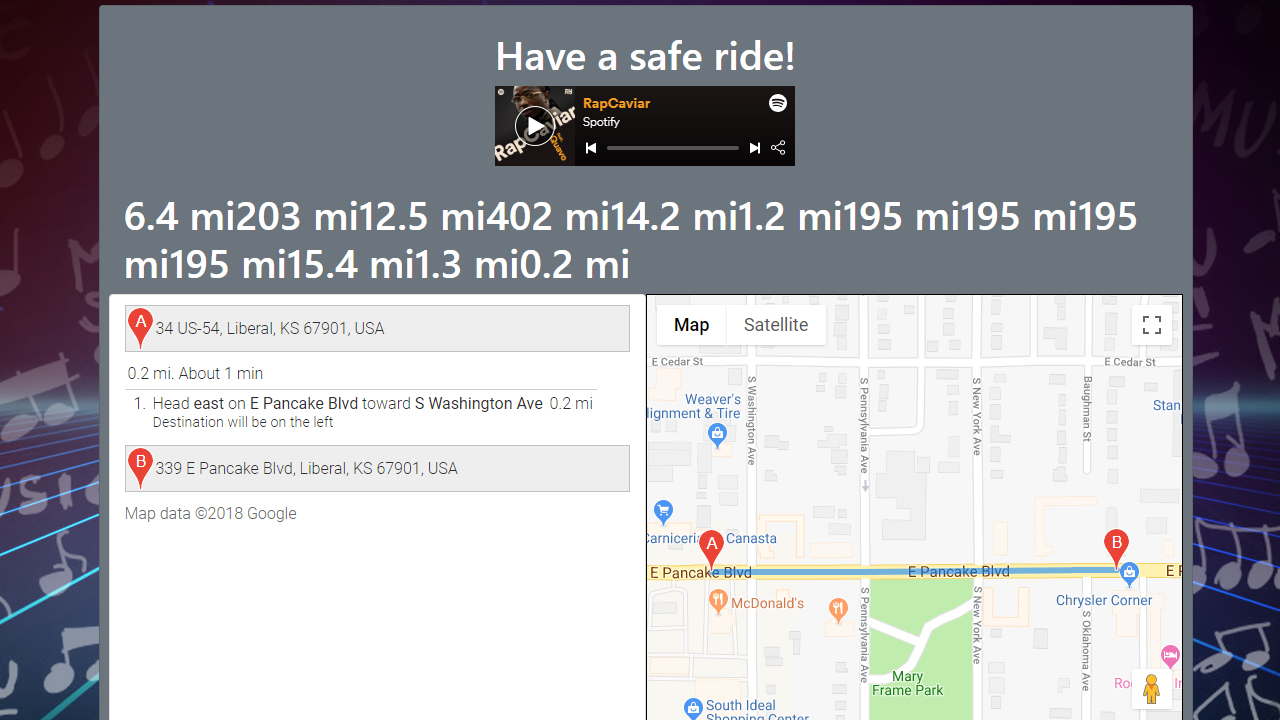 Have a safe ride!
RapCaviar
Spotify
RapCaviar
Quavo
6.4 mi203 mi12.5 mi402 mi14.2 mi1.2 mi195 mi195 mi195
mi195 mi15.4 mi1.3 mi0.2 mi
A 34 US-54, Liberal, KS 67901, USA
0.2 mi. About 1 min
1. Head east on E Pancake Blvd toward S Washington Ave 0.2 mi
Destination will be on the left
B 339 E Pancake Blvd, Liberal, KS 67901, USA
Map data ©2018 Google
Map Satellite
E Cedar St
E Cedar St
S Washington Ave
S Pennsylvania Ave
S New York Ave
Baughman St
Weaver's
lignment & Tire
Stan
Carniceri
Canasta
A
B
E Pancake Blvd
E Pancake Blvd
E P
McDonald's
Chrysler Corner
S Pennsylvania Ave
S New York Ave
S Oklahoma Ave
Mary
Frame Park
Ro
In
South Ideal
Shopping Center